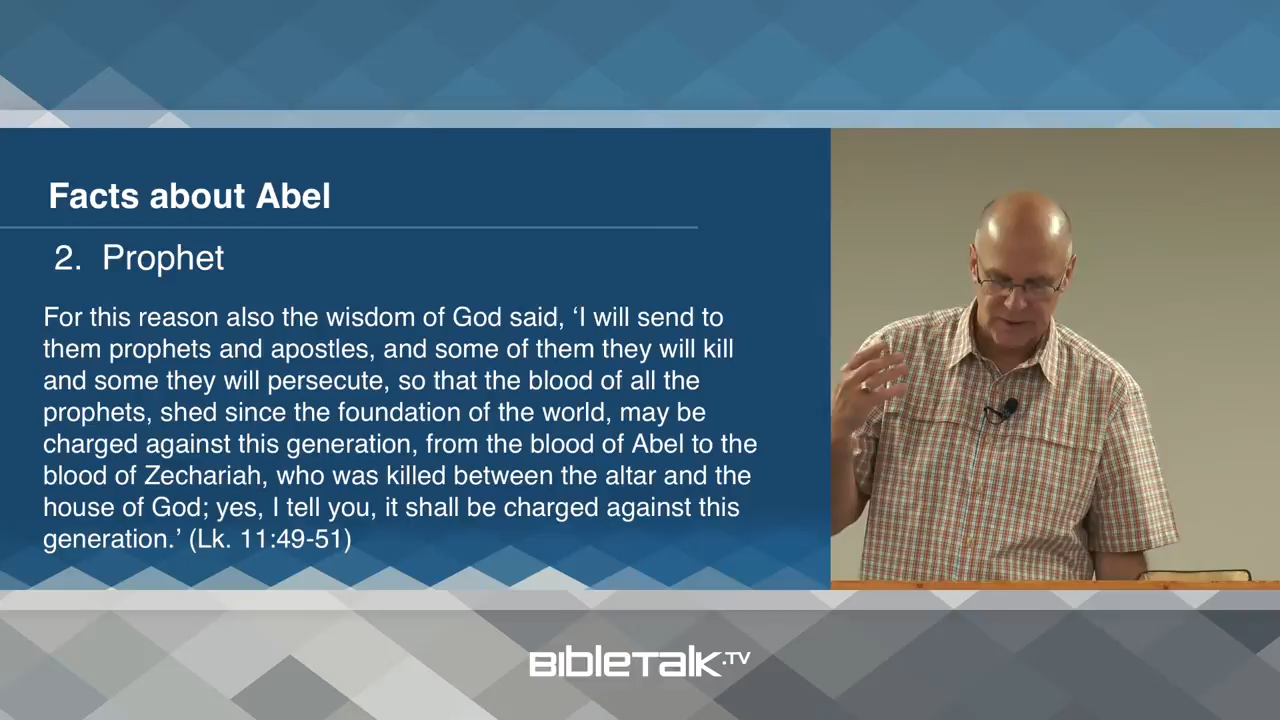 Facts about Abel
2. Prophet
For this reason also the wisdom of God said, ‘I will send to
them prophets and apostles, and some of them they will kill
and some they will persecute, so that the blood of all the
prophets, shed since the foundation of the world, may be
charged against this generation, from the blood of Abel to the
blood of Zechariah, who was killed between the altar and the
house of God; yes, I tell you, it shall be charged against this
generation.’ (Lk. 11:49-51)
BIBLETALK.TV